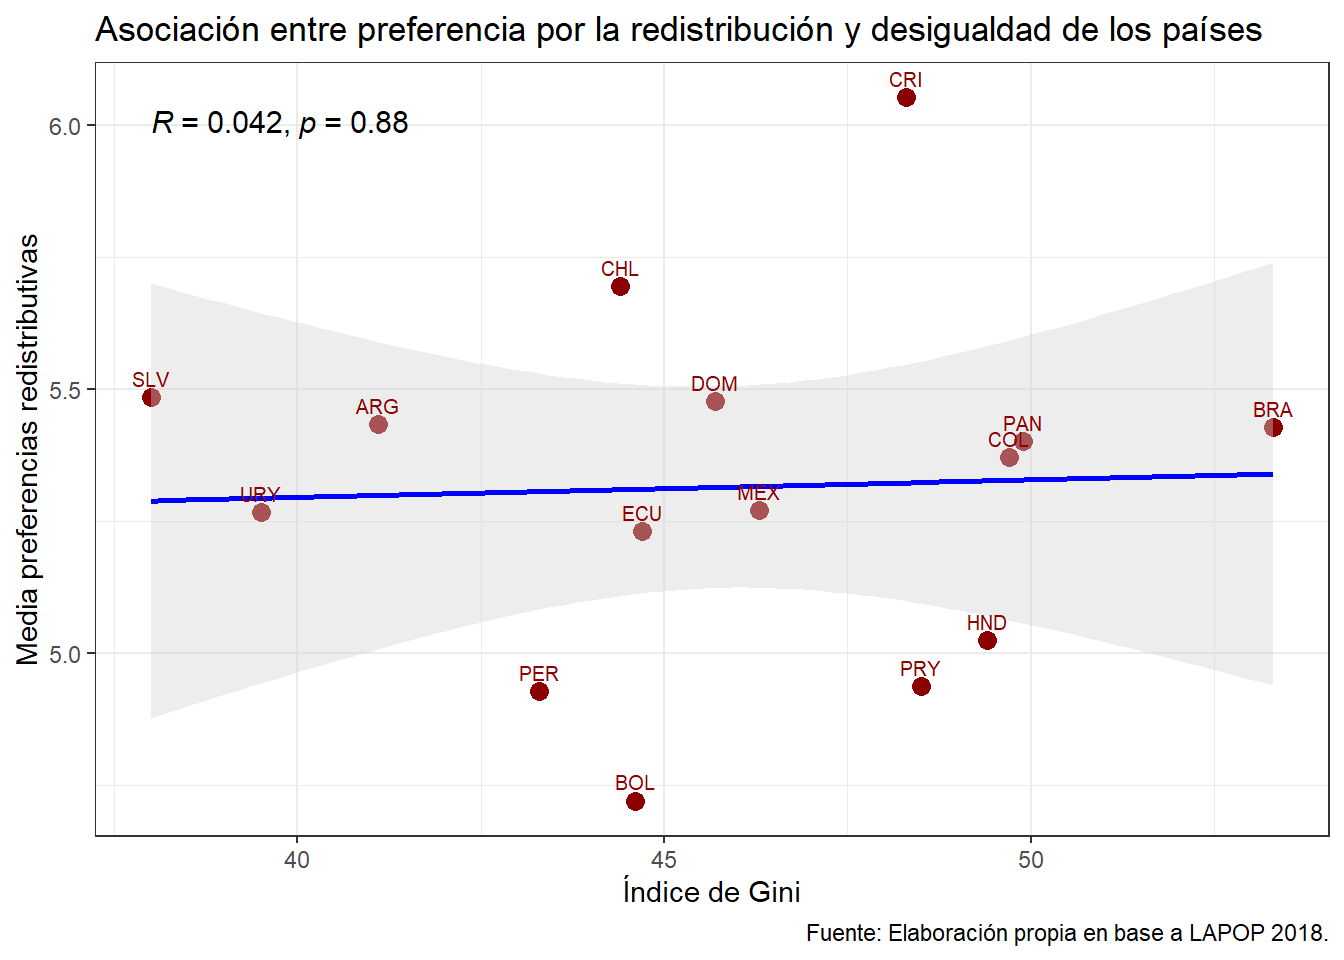 Asociación entre preferencia por la redistribución y desigualdad de los países
R = 0.042, p = 0.88
Media preferencias redistributivas
6.0
5.5
5.0
CRI
CHL
SLV
ARG
DOM
BRA
PAN
COL
URY
MEX
ECU
HND
PRY
PER
BOL
40
45
50
Índice de Gini
Fuente: Elaboración propia en base a LAPOP 2018.